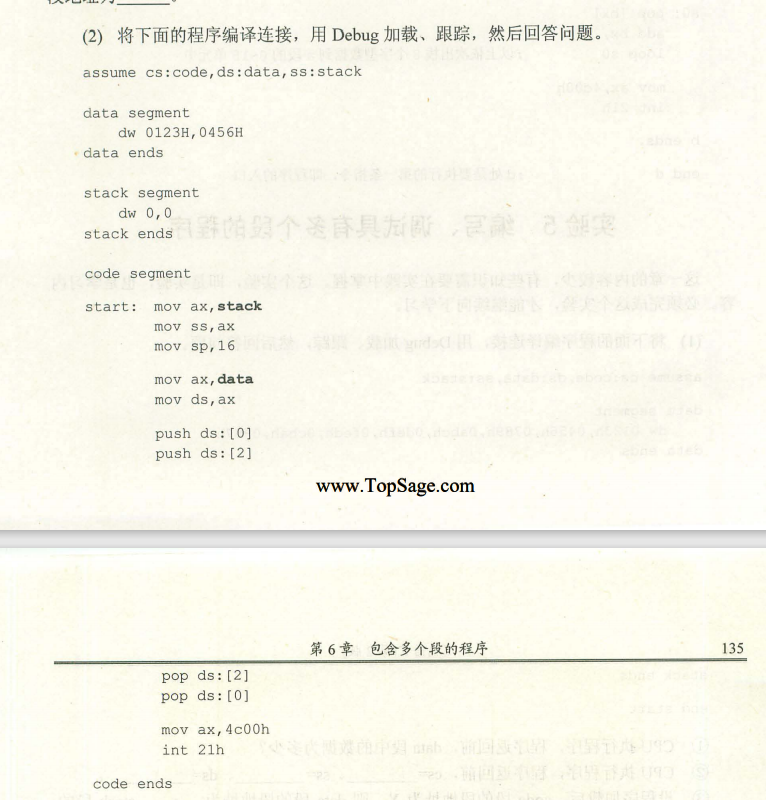 段地址为______。
(2) 将下面的程序编译连接，用 Debug 加载、跟踪，然后回答问题。
assume cs:code,ds:data,ss:stack
data segment
dw 0123H,0456H
data ends
stack segment
dw 0,0
stack ends
code segment
start: mov ax,stack
mov ss,ax
mov sp,16
mov ax,data
mov ds,ax
push ds:[0]
push ds:[2]
www.TopSage.com
第 6 章 包含多个段的程序 135
pop ds:[2]
pop ds:[0]
mov ax,4c00h
int 21h
code ends